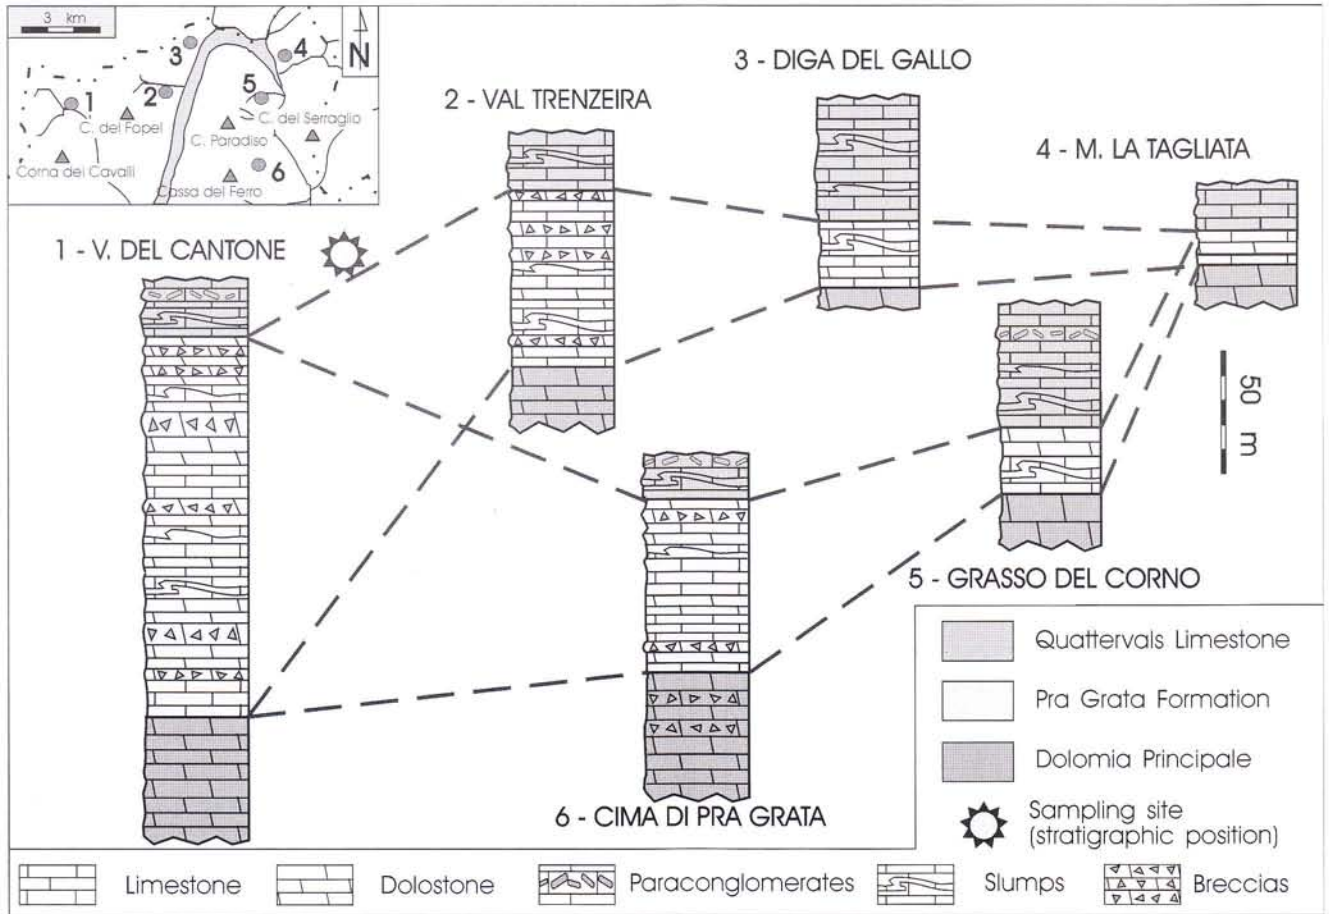 3 km
N
1
2
3
4
5
6
C. del Fopel
C. Paradiso
C. del Serraglio
Corna dei Cavalli
Cassa del Ferro
1 - V. DEL CANTONE
2 - VAL TRENZEIRA
3 - DIGA DEL GALLO
4 - M. LA TAGLIATA
50 m
5 - GRASSO DEL CORNO
6 - CIMA DI PRA GRATA
Quattervals Limestone
Pra Grata Formation
Dolomia Principale
Sampling site
(stratigraphic position)
Limestone
Dolostone
Paraconglomerates
Slumps
Breccias